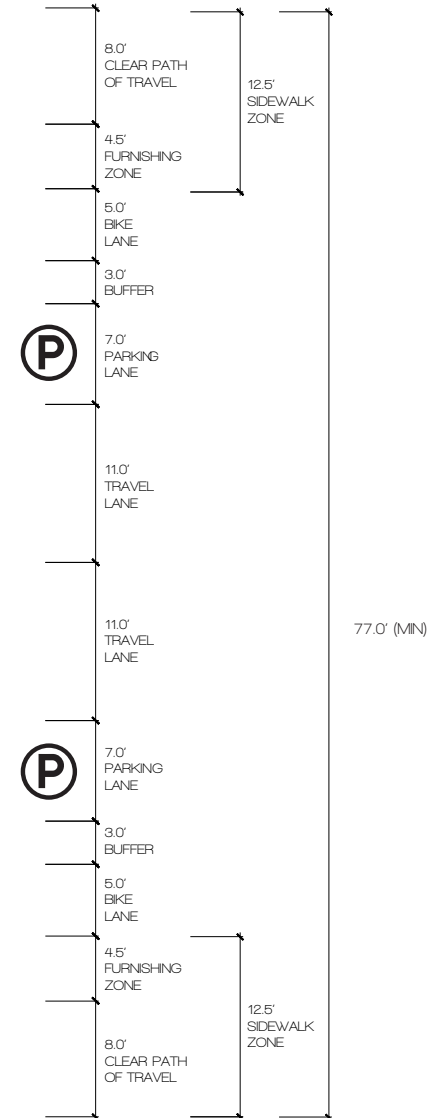 8.0'
CLEAR PATH
OF TRAVEL
12.5'
SIDEWALK
ZONE
4.5'
FURNISHING
ZONE
5.0'
BIKE
LANE
3.0'
BUFFER
P
7.0'
PARKING
LANE
11.0'
TRAVEL
LANE
77.0' (MIN)
11.0'
TRAVEL
LANE
P
7.0'
PARKING
LANE
3.0'
BUFFER
5.0'
BIKE
LANE
4.5'
FURNISHING
ZONE
12.5'
SIDEWALK
ZONE
8.0'
CLEAR PATH
OF TRAVEL